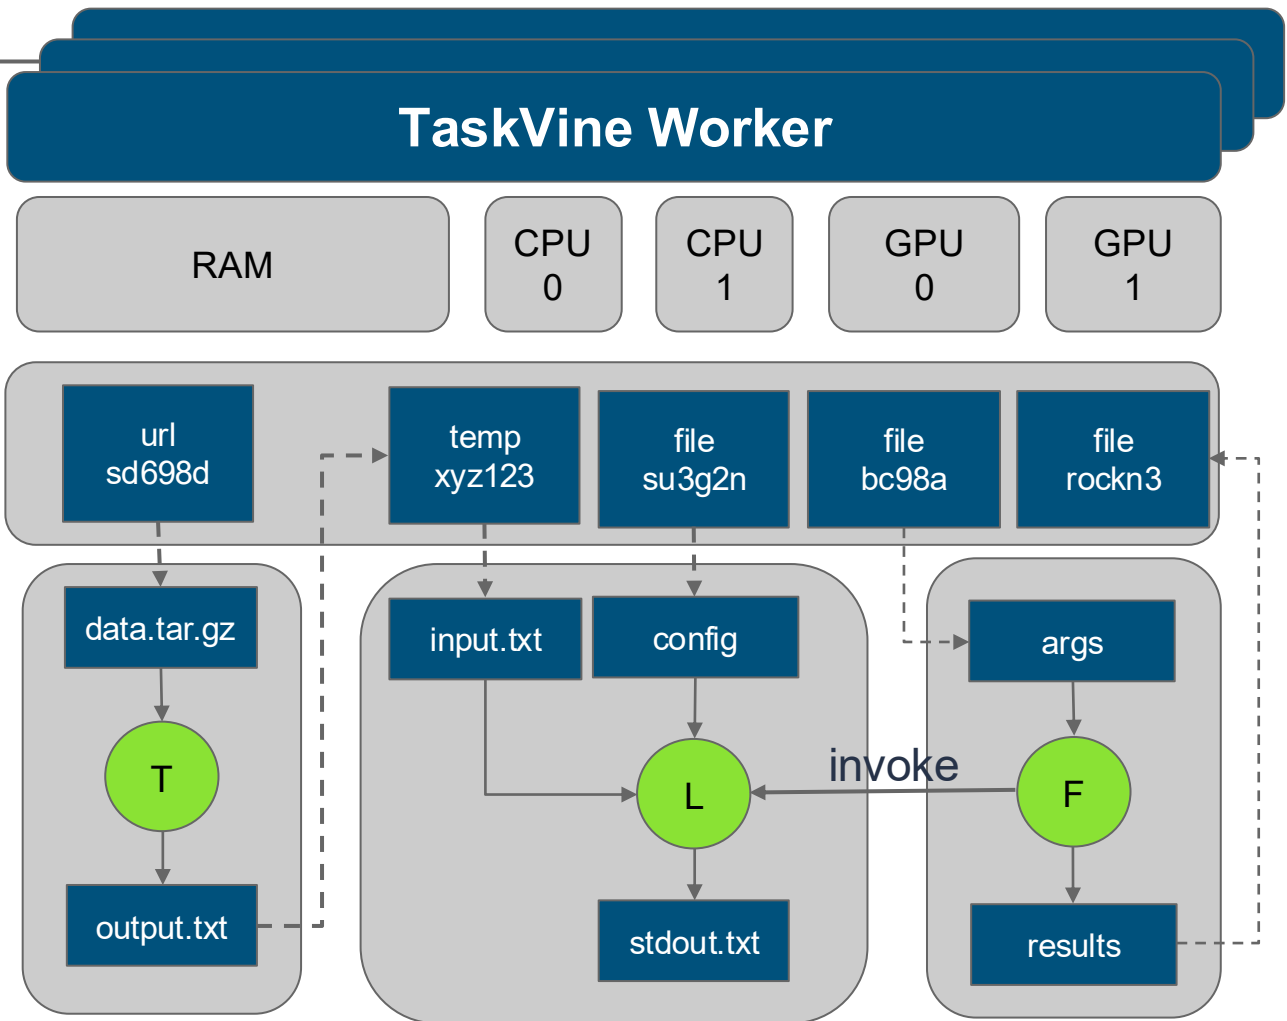 TaskVine Worker
RAM
CPU
0
CPU
1
GPU
0
GPU
1
url
sd698d
temp
xyz123
file
su3g2n
file
bc98a
file
rockn3
data.tar.gz
input.txt
config
args
T
L
invoke
F
output.txt
stdout.txt
results